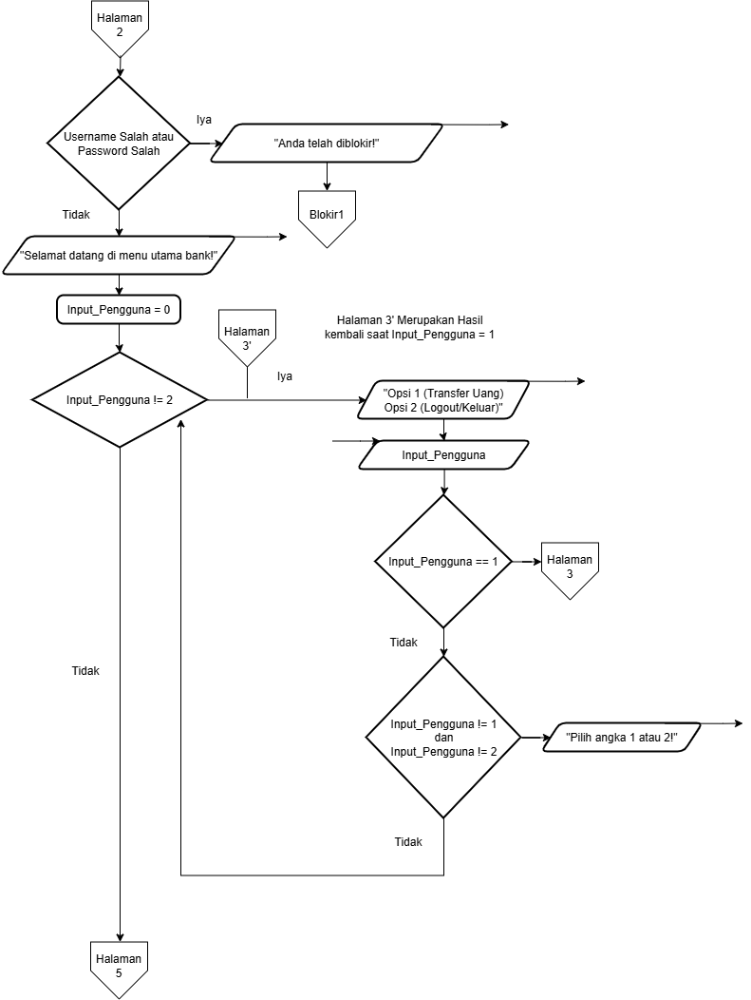 Halaman
2
Iya
Username Salah atau
Password Salah
"Anda telah diblokir!"
Tidak
Blokir1
"Selamat datang di menu utama bank!"
Input_Pengguna = 0
Halaman
3'
Halaman 3' Merupakan Hasil
kembali saat Input_Pengguna = 1
Iya
Input_Pengguna != 2
"Opsi 1 (Transfer Uang)
Opsi 2 (Logout/Keluar)"
Input_Pengguna
Input_Pengguna == 1
Halaman
3
Tidak
Tidak
Input_Pengguna != 1
dan
Input_Pengguna != 2
"Pilih angka 1 atau 2!"
Tidak
Halaman
5